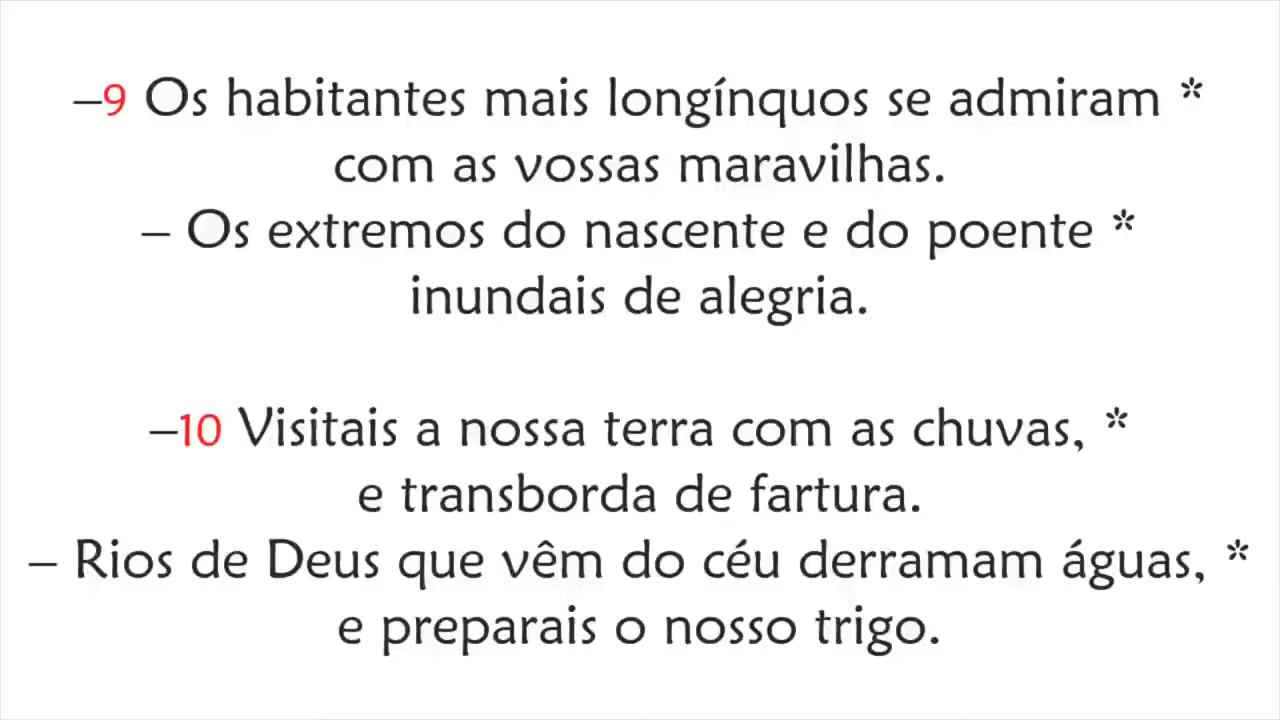 –9 Os habitantes mais longínquos se admiram *
com as vossas maravilhas.
– Os extremos do nascente e do poente *
inundais de alegria.
–10 Visitais a nossa terra com as chuvas, *
e transborda de fartura.
– Rios de Deus que vêm do céu derramam águas, *
e preparais o nosso trigo.